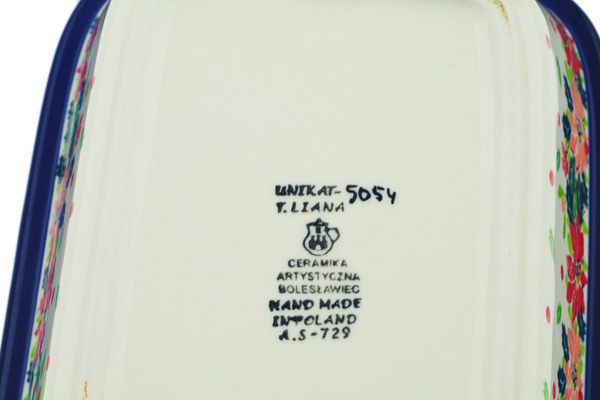 UNIKAT-5054
T.LIANA
CERAMIKA
ARTYSTYCZNA
BOLESŁAWIEC
HAND MADE
IN POLAND
A.S-729